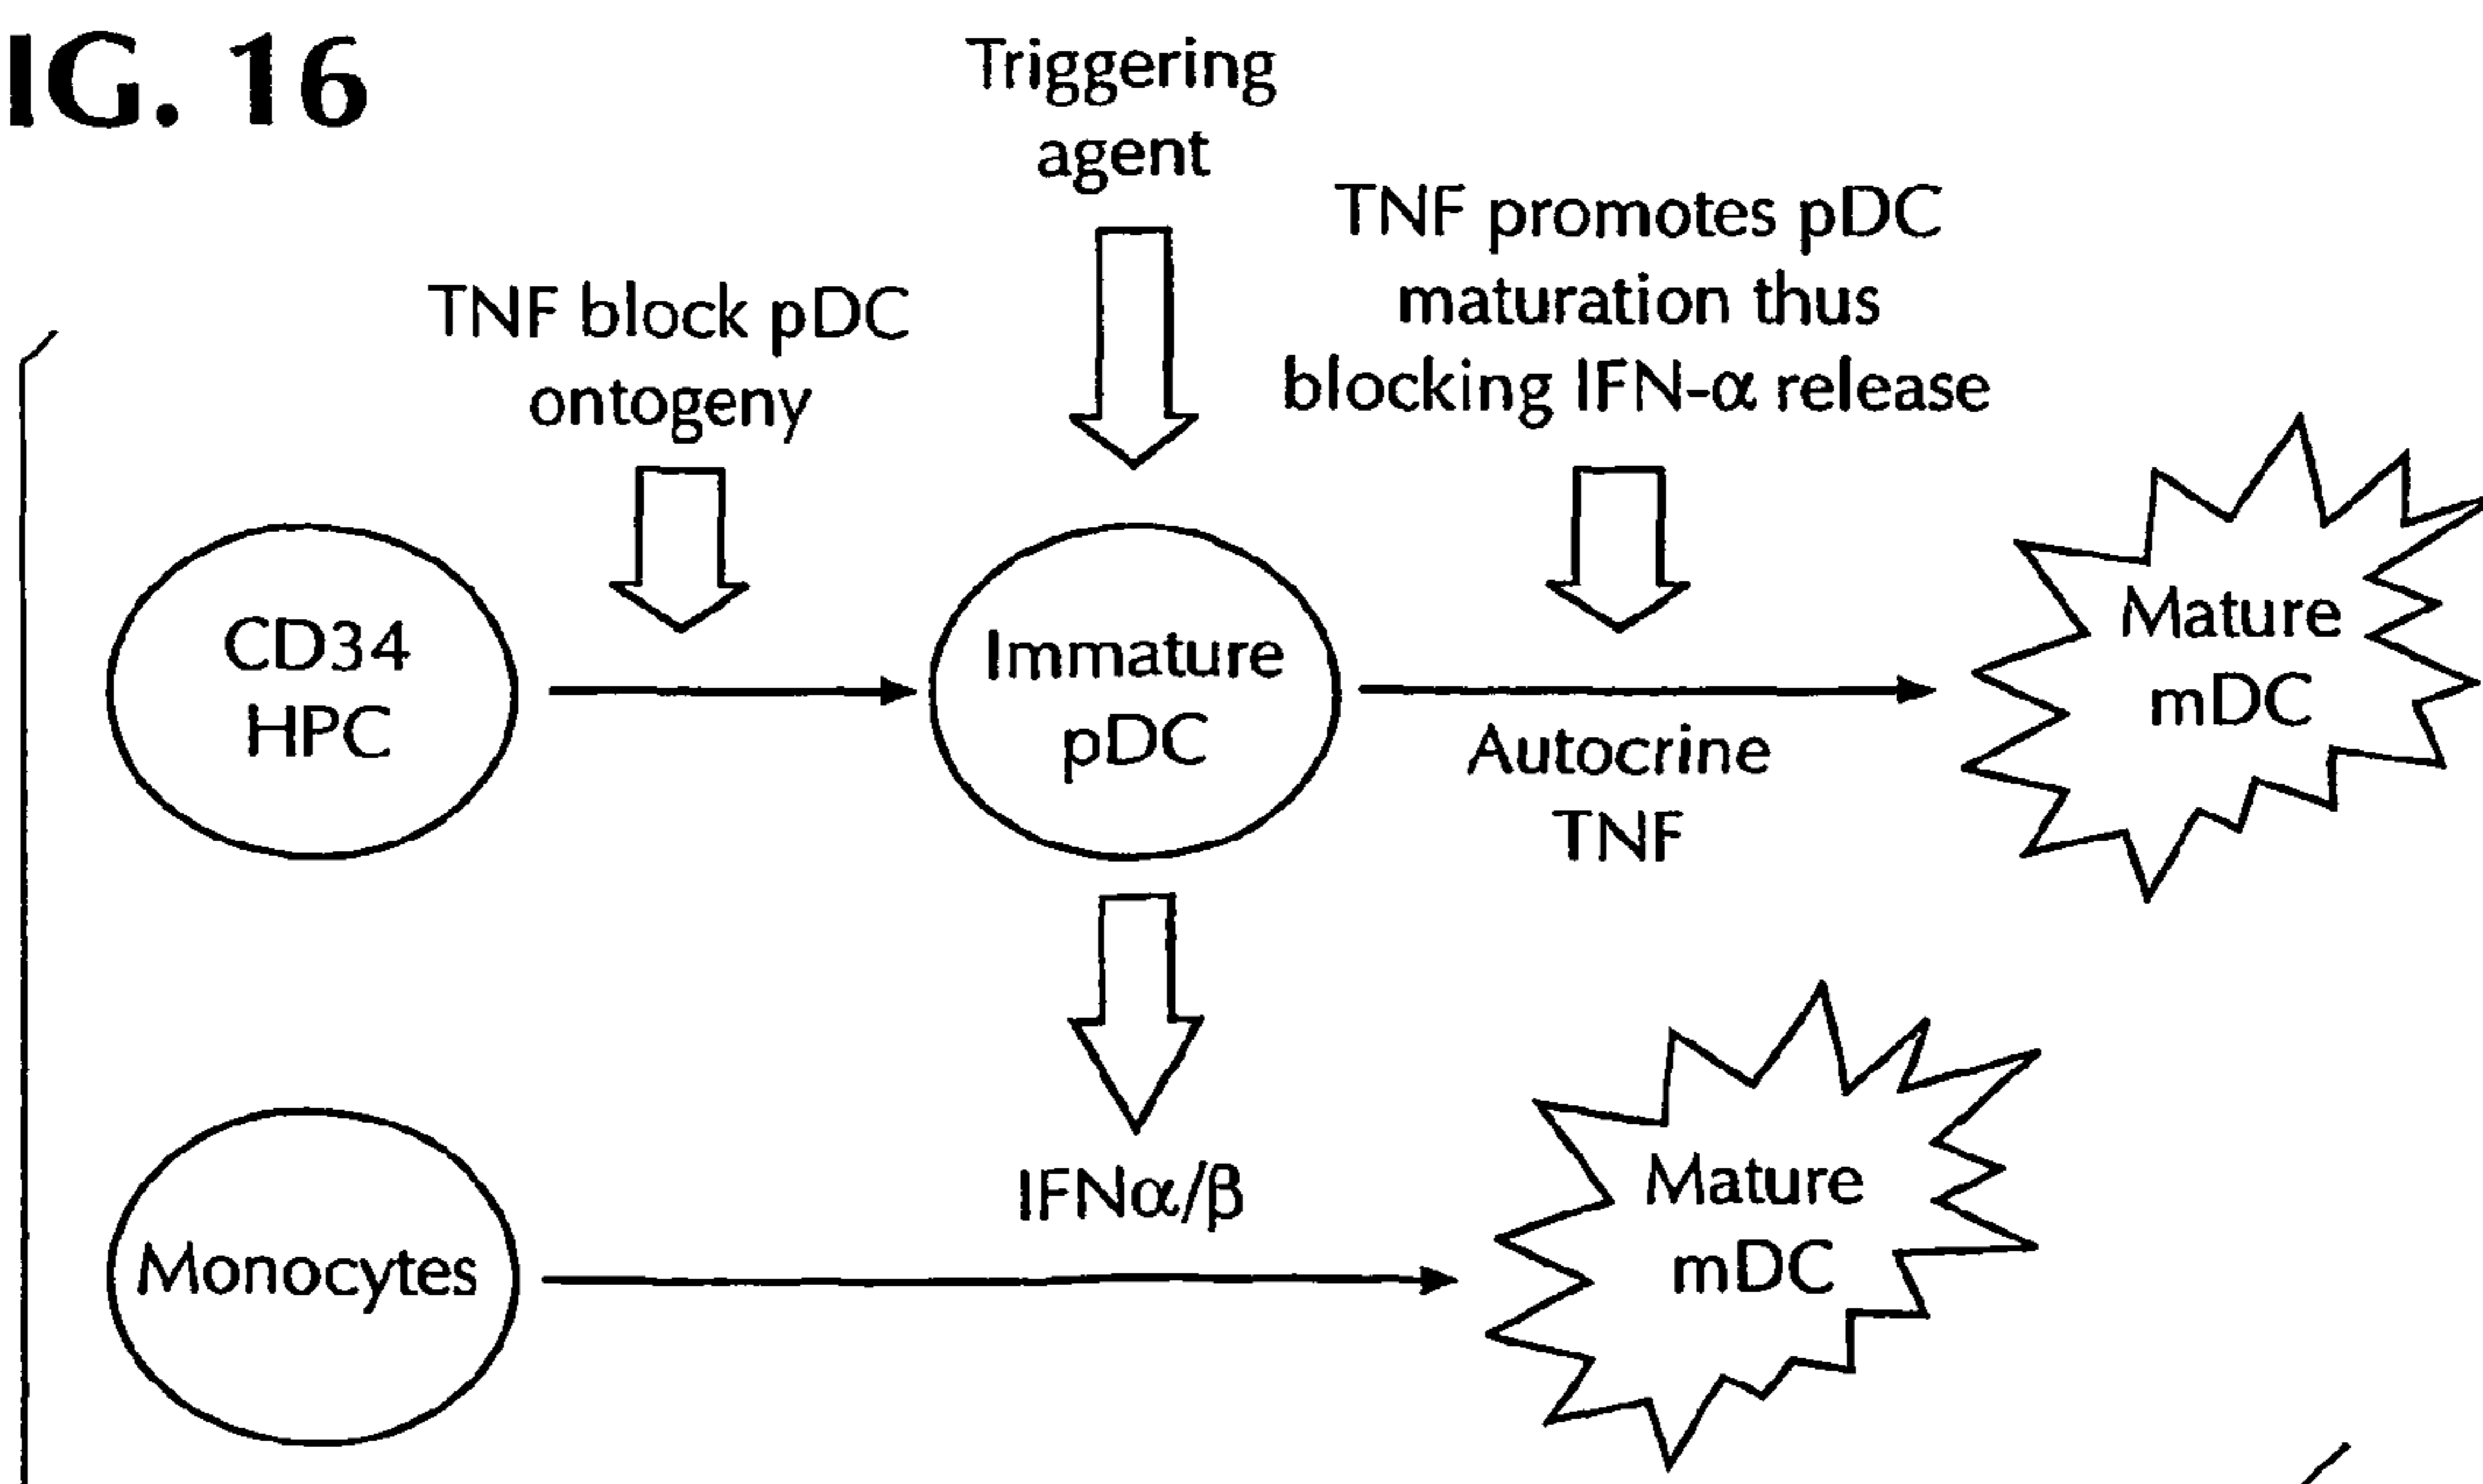 IG. 16
Triggering
agent
TNF block pDC
ontogeny
TNF promotes pDC
maturation thus
blocking IFN-α release
CD34
HPC
Immature
pDC
Autocrine
TNF
Mature
mDC
IFNα/β
Monocytes
Mature
mDC